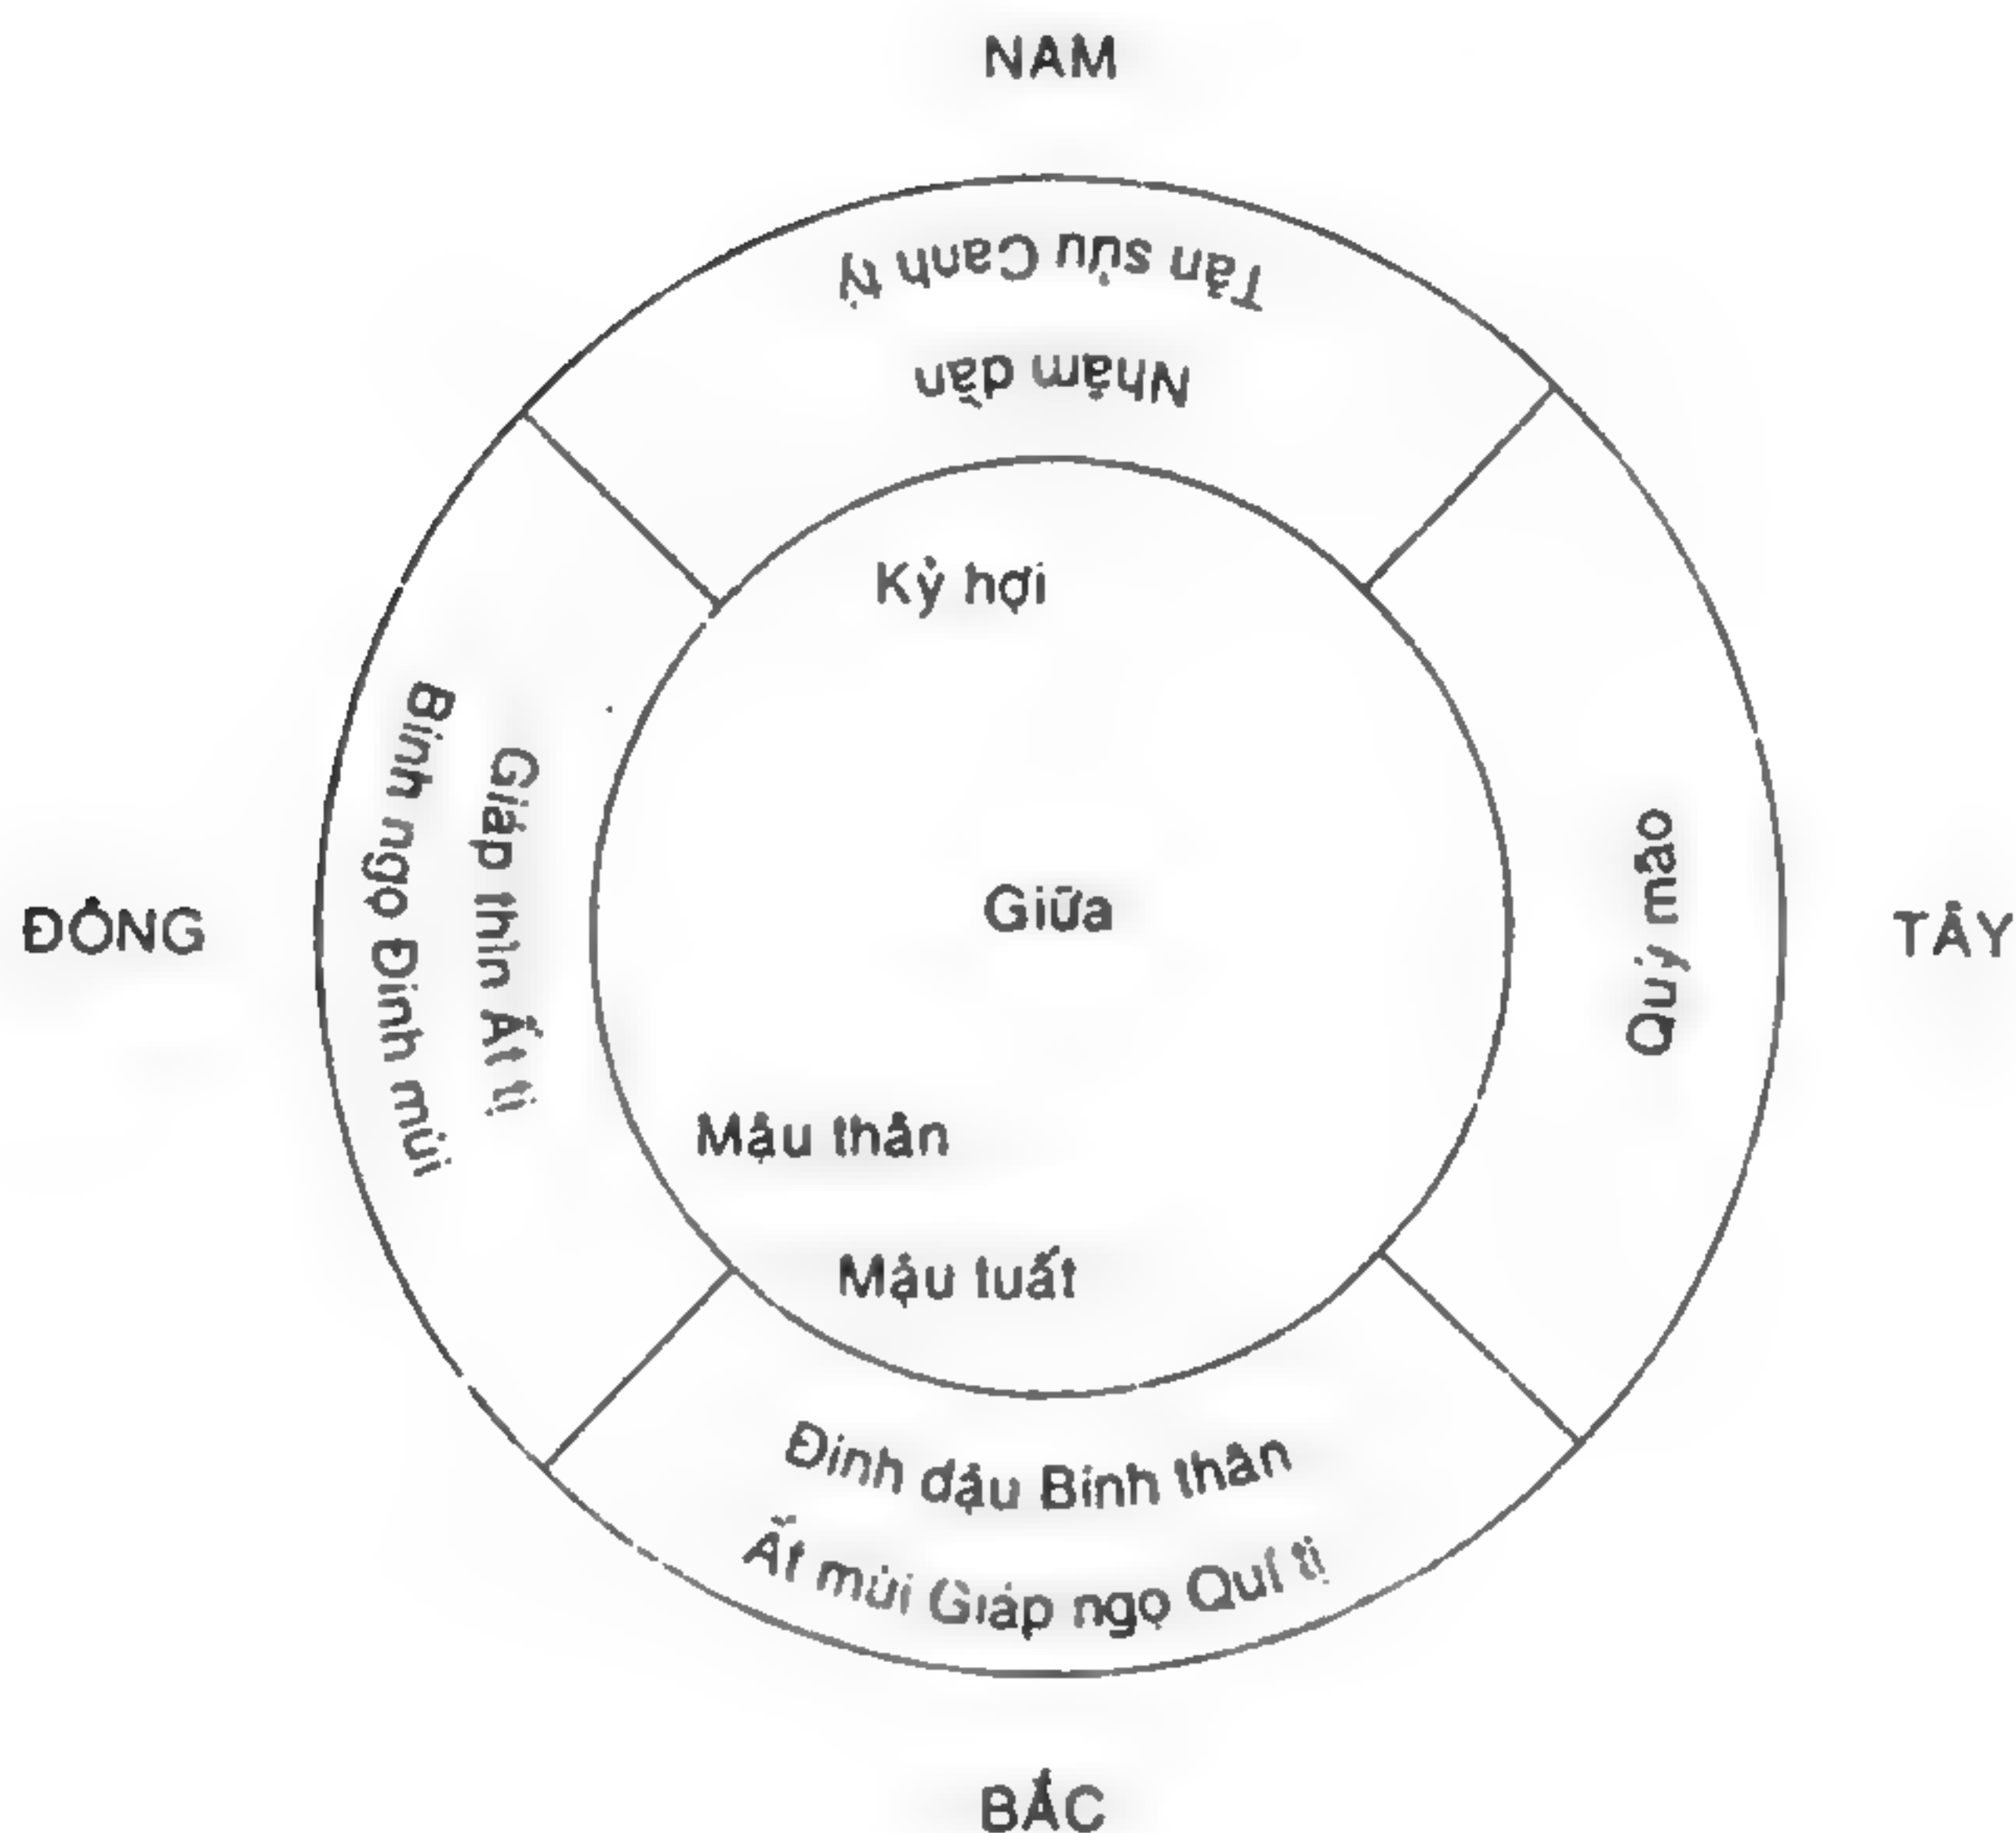 NAM
Tân sửu Canh tý
Nhâm dần
Kỷ hợi
Bính ngọ Đinh mùi
Giáp thìn Ất tị
Giữa
Quý mạo
ĐÔNG
TÂY
Mậu thân
Mậu tuất
Đinh dậu Bính thân
Ất mùi Giáp ngọ Quí tị
BẮC